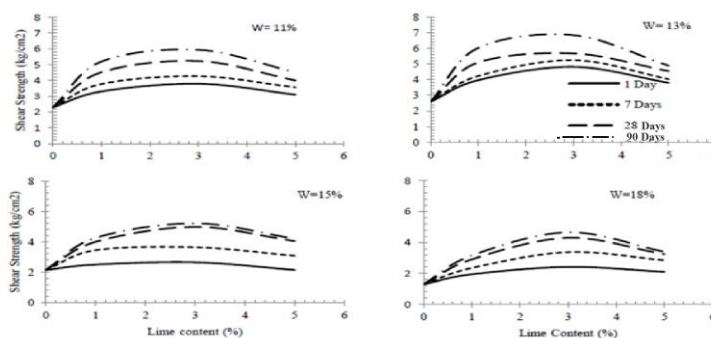 W= 11%
Shear Strength (kg/cm2)
8
7
6
5
4
3
2
1
0
0 1 2 3 4 5 6
W= 13%
8
7
6
5
4
3
2
1
0
0 1 2 3 4 5 6
1 Day
7 Days
28 Days
90 Days
W=15%
Shear Strength (kg/cm2)
8
6
4
2
0
0 1 2 3 4 5 6
Lime content (%)
W=18%
8
6
4
2
0
0 1 2 3 4 5 6
Lime Content (%)